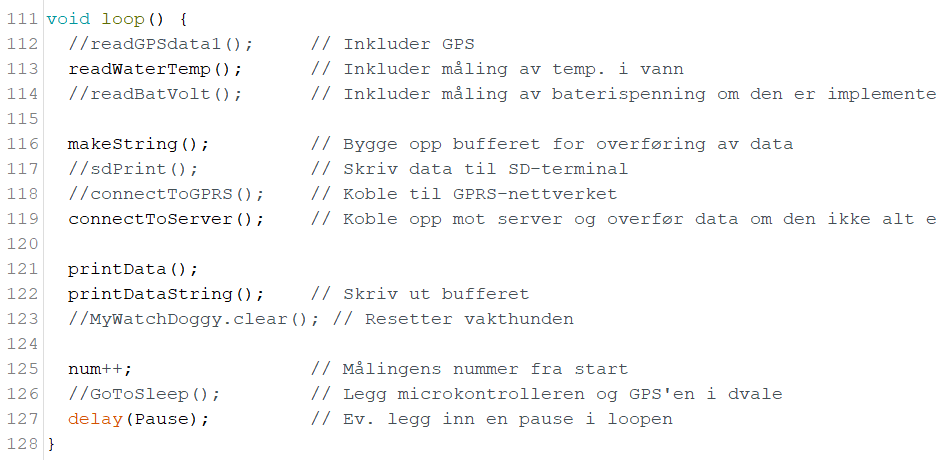 111 void loop() {
112   //readGPSdata1();     // Inkluder GPS
113   readWaterTemp();      // Inkluder måling av temp. i vann
114   //readBatVolt();      // Inkluder måling av baterispenning om den er implemente
115
116   makeString();         // Bygge opp bufferet for overføring av data
117   //sdPrint();          // Skriv data til SD-terminal
118   //connectToGPRS();    // Koble til GPRS-nettverket
119   connectToServer();    // Koble opp mot server og overfør data om den ikke alt e
120
121   printData();
122   printDataString();    // Skriv ut bufferet
123   //MyWatchDoggy.clear(); // Resetter vakthunden
124
125   num++;                // Målingens nummer fra start
126   //GoToSleep();        // Legg microkontrolleren og GPS'en i dvale
127   delay(Pause);         // Ev. legg inn en pause i loopen
128 }